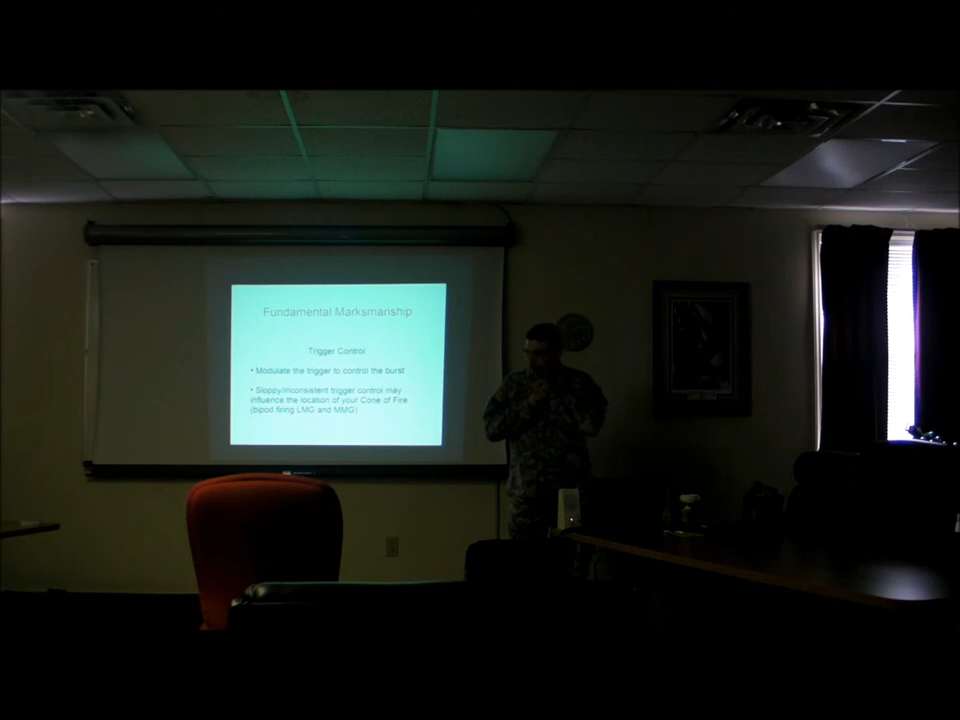 Fundamental Marksmanship
Trigger Control
• Modulate the trigger to control the burst
• Sloppy/inconsistent trigger control may
influence the location of your Cone of Fire
(bipod firing LMG and MMG)